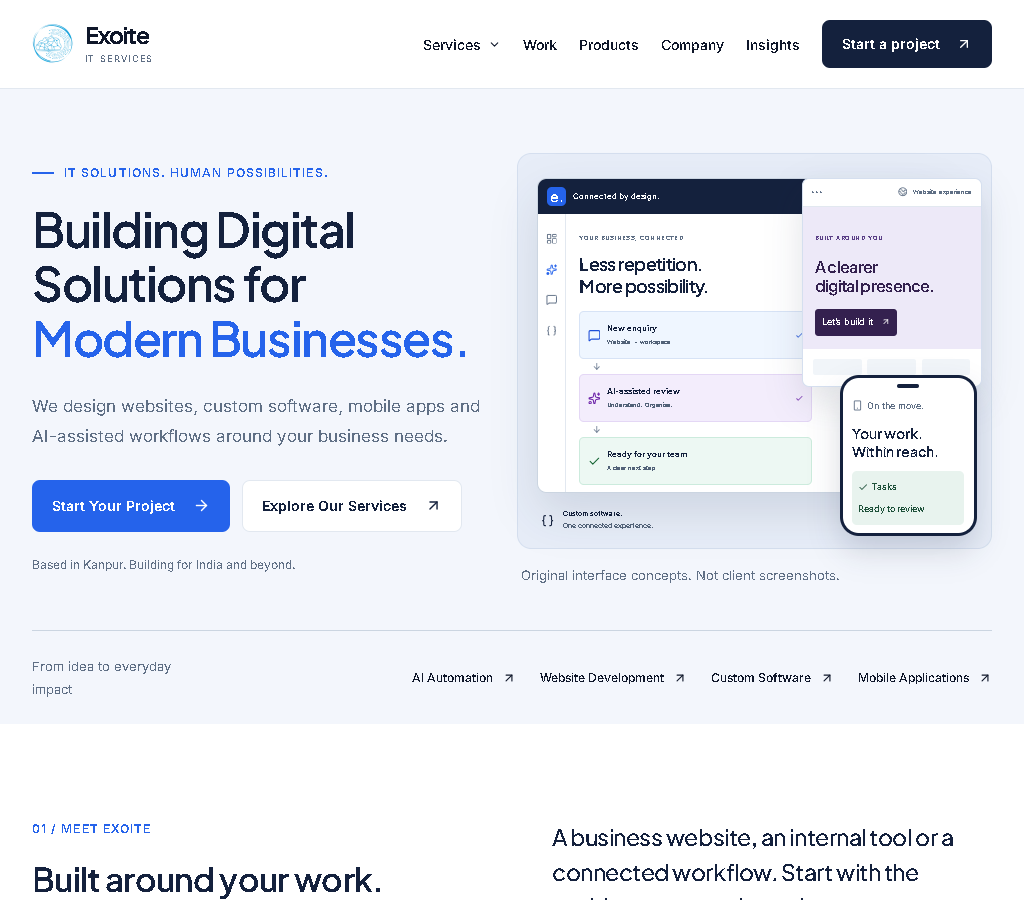 Exoite
IT SERVICES
Services
Work
Products
Company
Insights
Start a project
IT SOLUTIONS. HUMAN POSSIBILITIES.
Building Digital
Solutions for
Modern Businesses.
We design websites, custom software, mobile apps and
AI-assisted workflows around your business needs.
Start Your Project
Explore Our Services
Based in Kanpur. Building for India and beyond.
e.
Connected by design.
YOUR BUSINESS, CONNECTED
Less repetition.
More possibility.
New enquiry
Website → workspace
AI-assisted review
Understand. Organise.
Ready for your team
A clear next step
Custom software.
One connected experience.
Website experience
BUILT AROUND YOU
A clearer
digital presence.
Let's build it
On the move.
Your work.
Within reach.
Tasks
Ready to review
Original interface concepts. Not client screenshots.
From idea to everyday
impact
AI Automation
Website Development
Custom Software
Mobile Applications
01 / MEET EXOITE
Built around your work.
A business website, an internal tool or a
connected workflow. Start with the